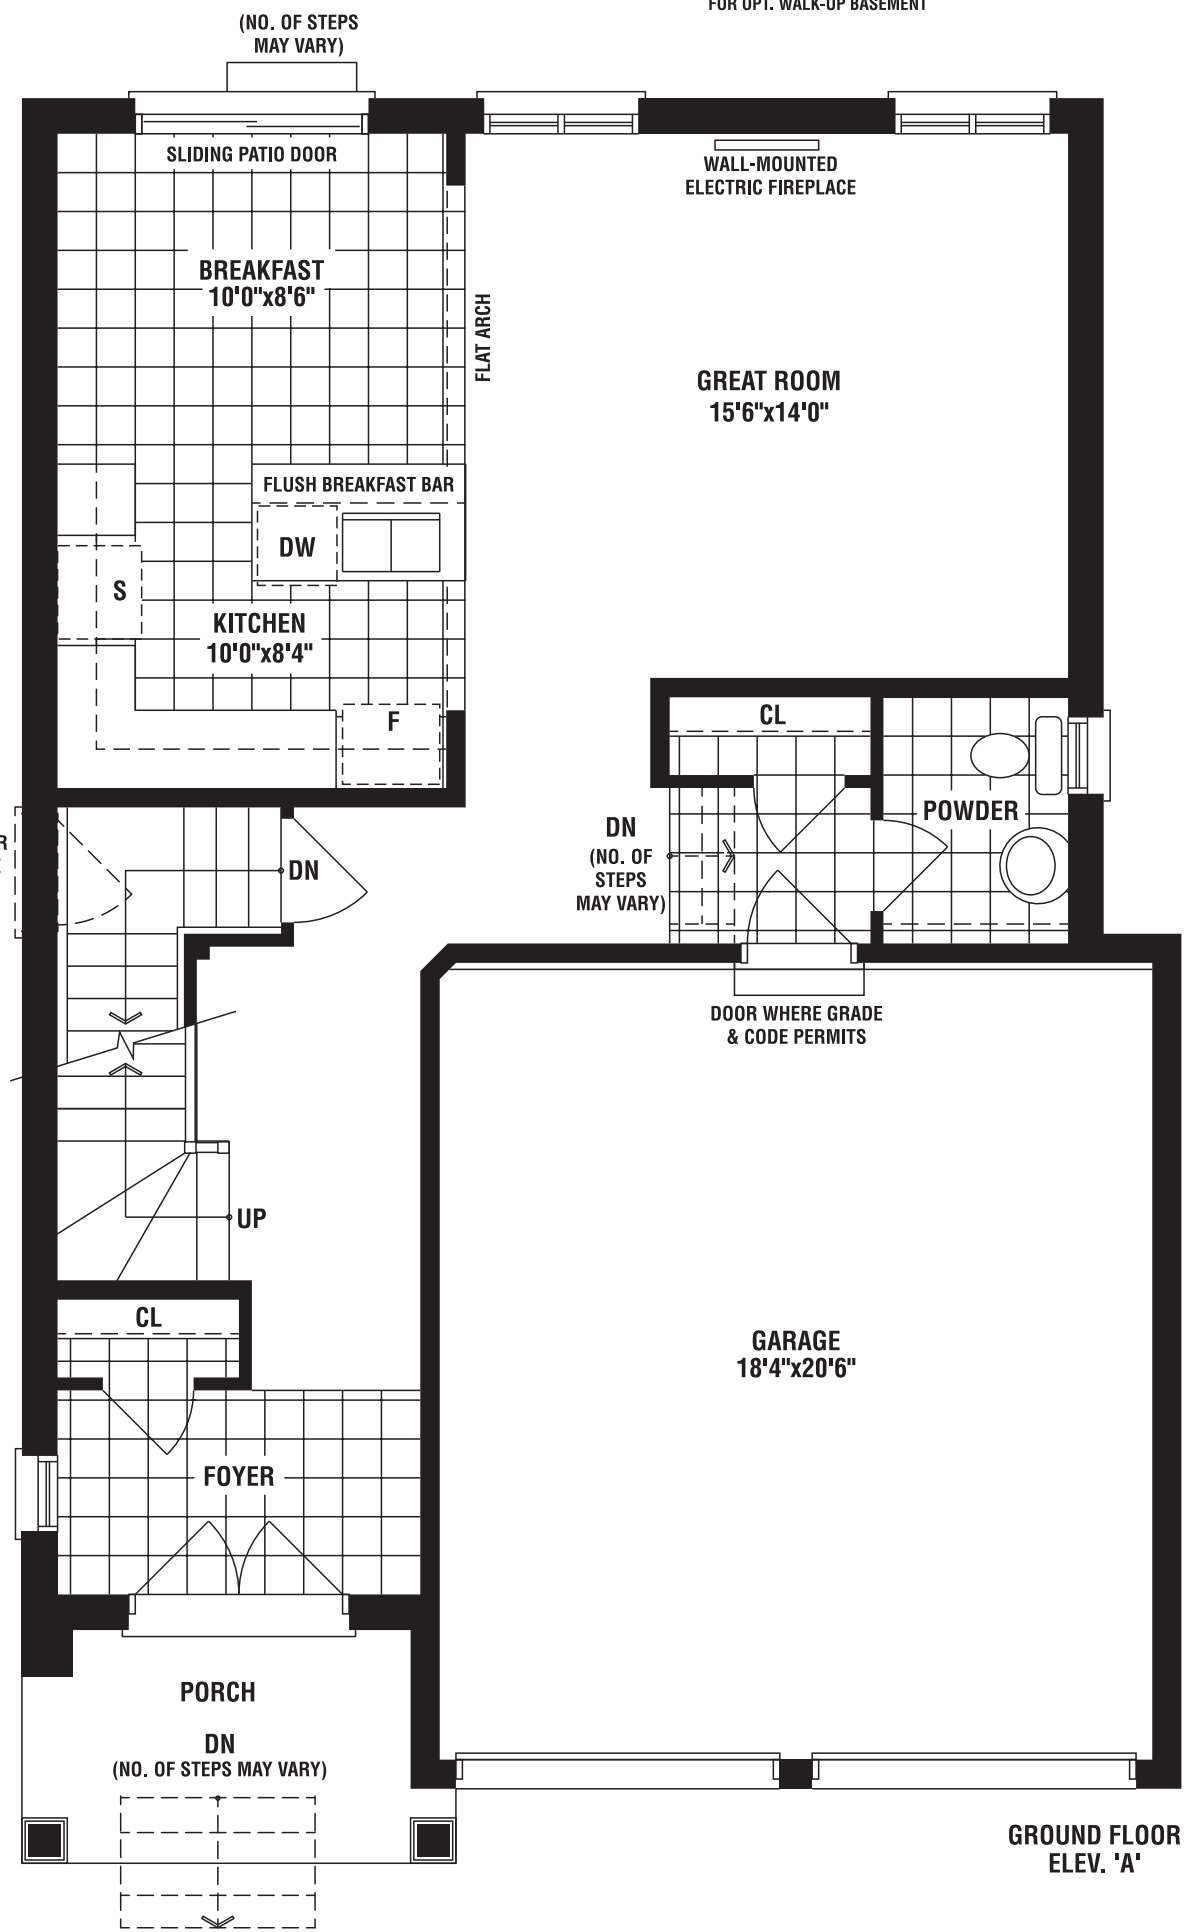 (NO. OF STEPS
MAY VARY)
FOR OPT. WALK-UP BASEMENT
SLIDING PATIO DOOR
WALL-MOUNTED
ELECTRIC FIREPLACE
BREAKFAST
10'0"x8'6"
FLAT ARCH
GREAT ROOM
15'6"x14'0"
FLUSH BREAKFAST BAR
DW
S
KITCHEN
10'0"x8'4"
F
CL
POWDER
DN
(NO. OF
STEPS
MAY VARY)
R
DN
DOOR WHERE GRADE
& CODE PERMITS
UP
CL
GARAGE
18'4"x20'6"
FOYER
PORCH
DN
(NO. OF STEPS MAY VARY)
GROUND FLOOR
ELEV. 'A'